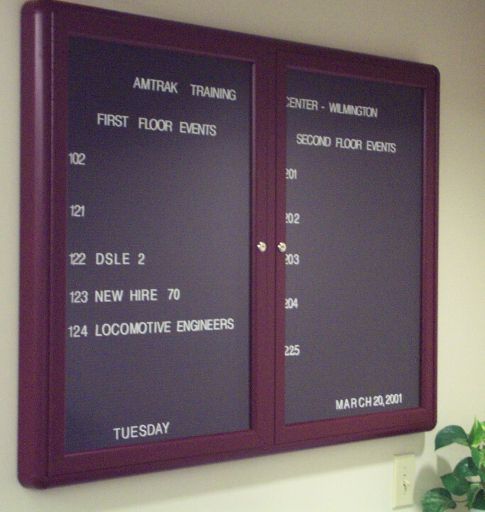 AMTRAK TRAINING CENTER - WILMINGTON
FIRST FLOOR EVENTS
102
121
122 DSLE 2
123 NEW HIRE 70
124 LOCOMOTIVE ENGINEERS
TUESDAY
SECOND FLOOR EVENTS
201
202
203
204
225
MARCH 20, 2001